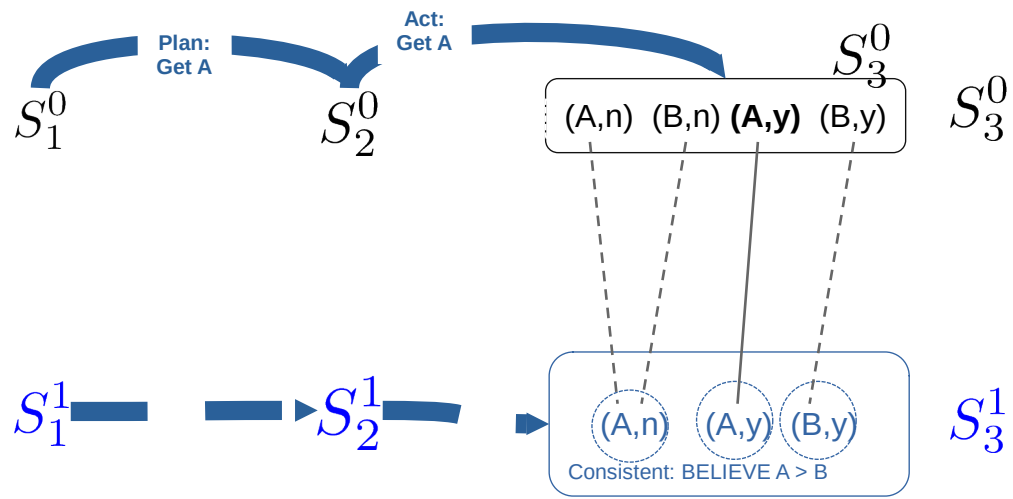 Plan:
Get A
Act:
Get A
S_1^0
S_2^0
S_3^0
S_3^0
(A,n) (B,n) (A,y) (B,y)
S_1^1
S_2^1
(A,n) (A,y) (B,y)
Consistent: BELIEVE A > B
S_3^1